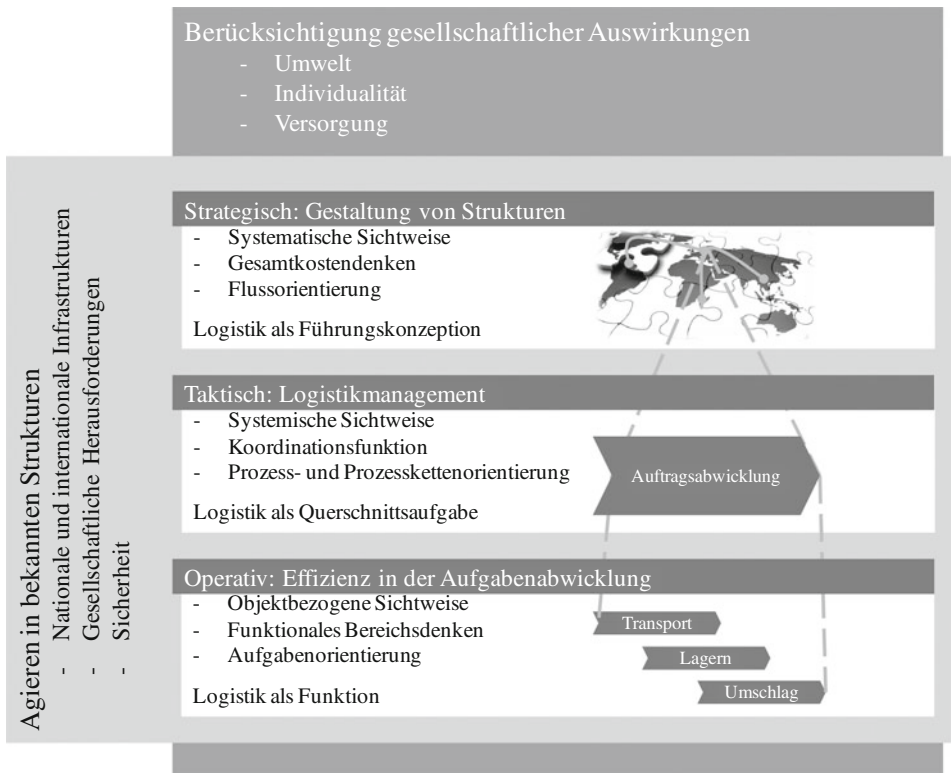 Berücksichtigung gesellschaftlicher Auswirkungen
- Umwelt
- Individualität
- Versorgung
Agieren in bekannten Strukturen
- Nationale und internationale Infrastrukturen
- Gesellschaftliche Herausforderungen
- Sicherheit
Strategisch: Gestaltung von Strukturen
- Systematische Sichtweise
- Gesamtkostendenken
- Flussorientierung
Logistik als Führungskonzeption
Taktisch: Logistikmanagement
- Systemische Sichtweise
- Koordinationsfunktion
- Prozess- und Prozesskettenorientierung
Logistik als Querschnittsaufgabe
Auftragsabwicklung
Operativ: Effizienz in der Aufgabenabwicklung
- Objektbezogene Sichtweise
- Funktionales Bereichsdenken
- Aufgabenorientierung
Logistik als Funktion
Transport
Lagern
Umschlag